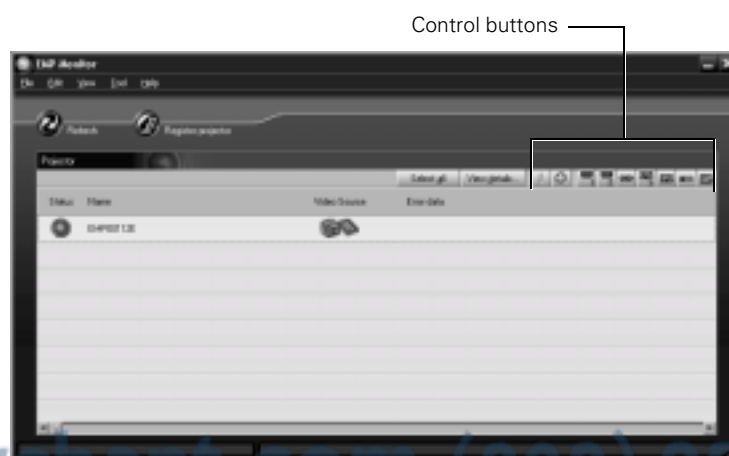 Control buttons
EMP Monitor
File Edit View Tool Help
Refresh Register projector
Projector
Select all View details
Status Name Video Source Error date